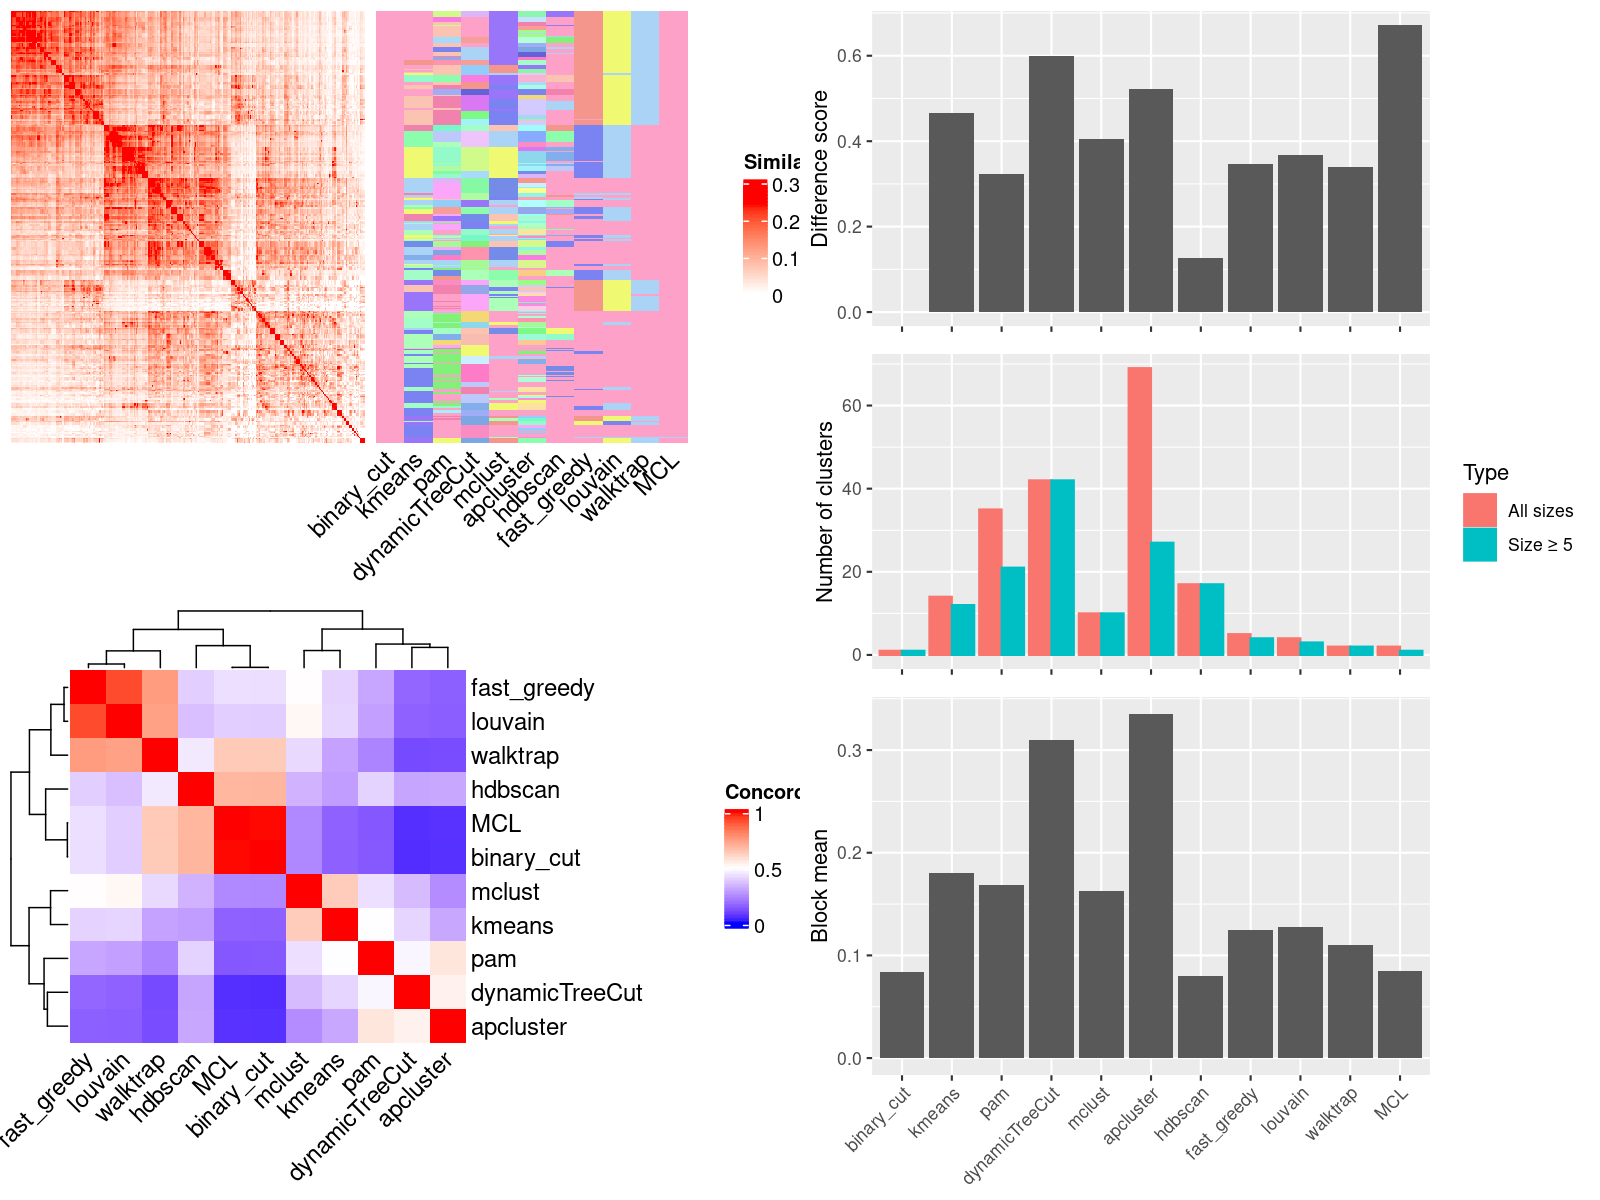 Simila
0.3
0.2
0.1
0
binary_cut
kmeans
pam
dynamicTreeCut
mclust
apcluster
hdbscan
fast_greedy
louvain
walktrap
MCL
fast_greedy
louvain
walktrap
hdbscan
MCL
binary_cut
mclust
kmeans
pam
dynamicTreeCut
apcluster
fast_greedy
louvain
walktrap
hdbscan
MCL
binary_cut
mclust
kmeans
pam
dynamicTreeCut
apcluster
Concord
1
0.5
0
Difference score
0.6
0.4
0.2
0.0
Number of clusters
60
40
20
0
Type
All sizes
Size ≥ 5
Block mean
0.3
0.2
0.1
0.0
binary_cut
kmeans
pam
dynamicTreeCut
mclust
apcluster
hdbscan
fast_greedy
louvain
walktrap
MCL